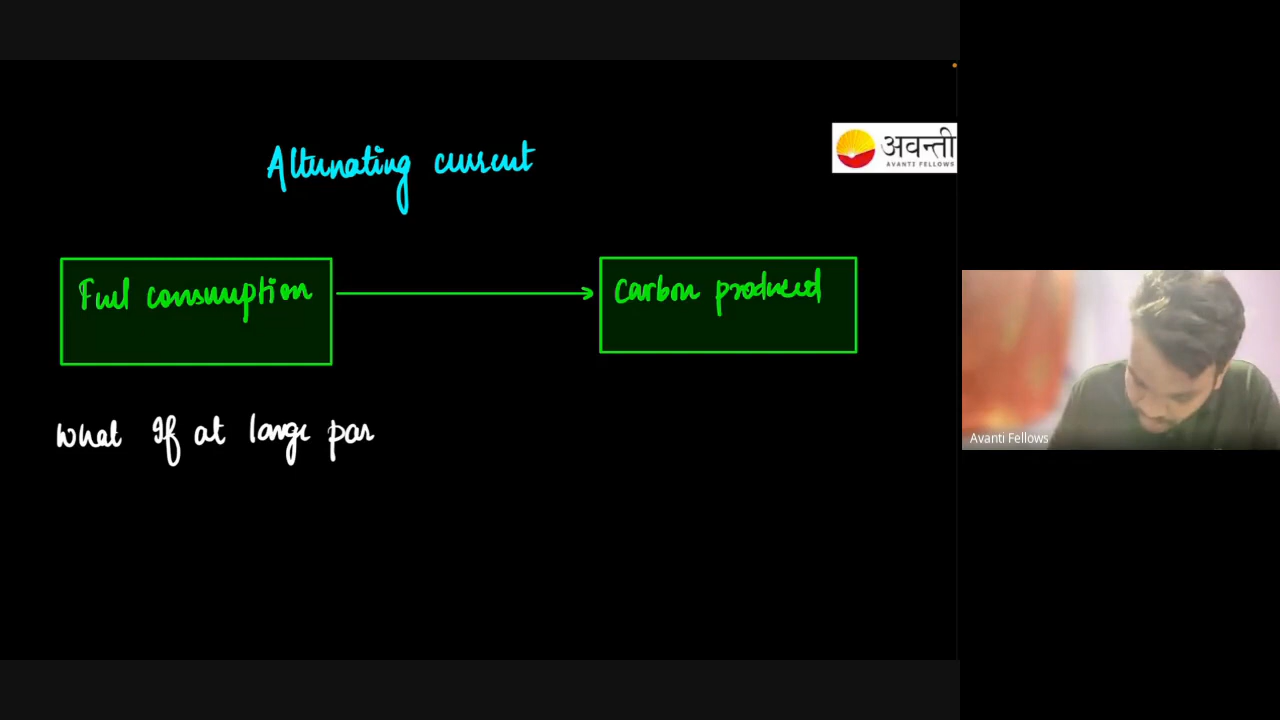 Alternating current
अवन्ती
AVANTI FELLOWS
Fuel consumption
Carbon produced
What If at large par
Avanti Fellows